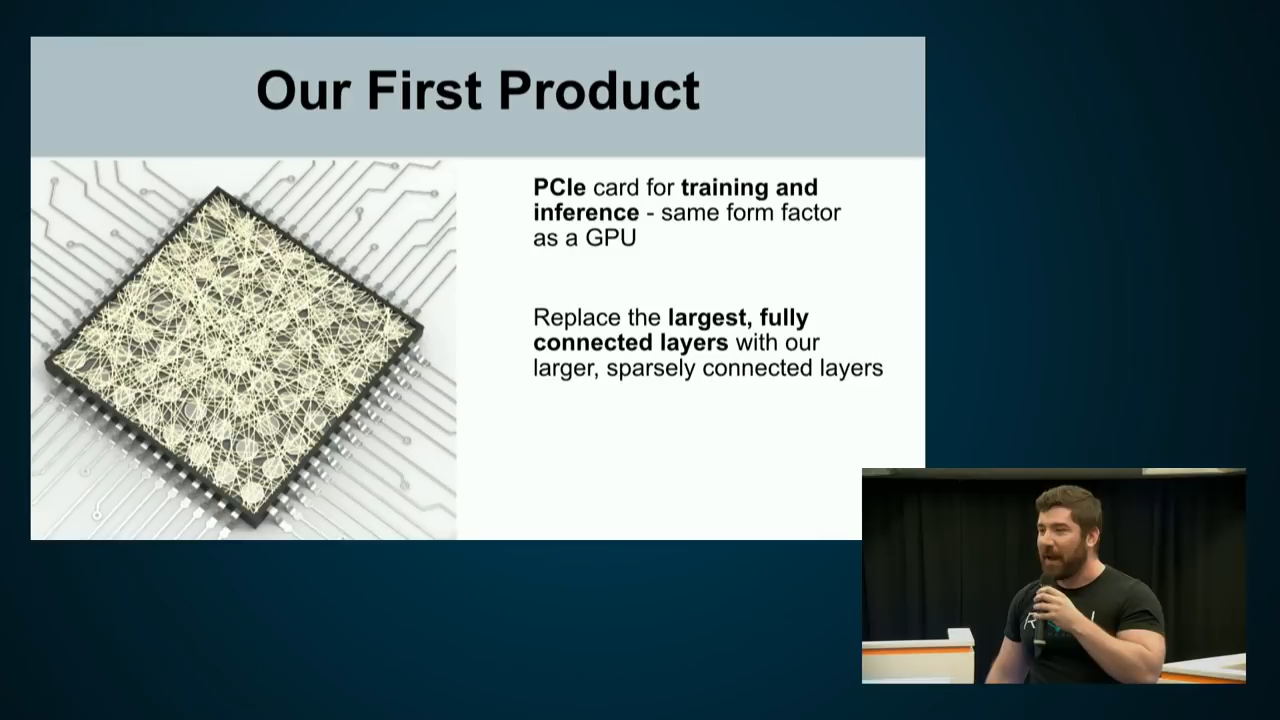 Our First Product
PCIe card for training and
inference - same form factor
as a GPU
Replace the largest, fully
connected layers with our
larger, sparsely connected layers